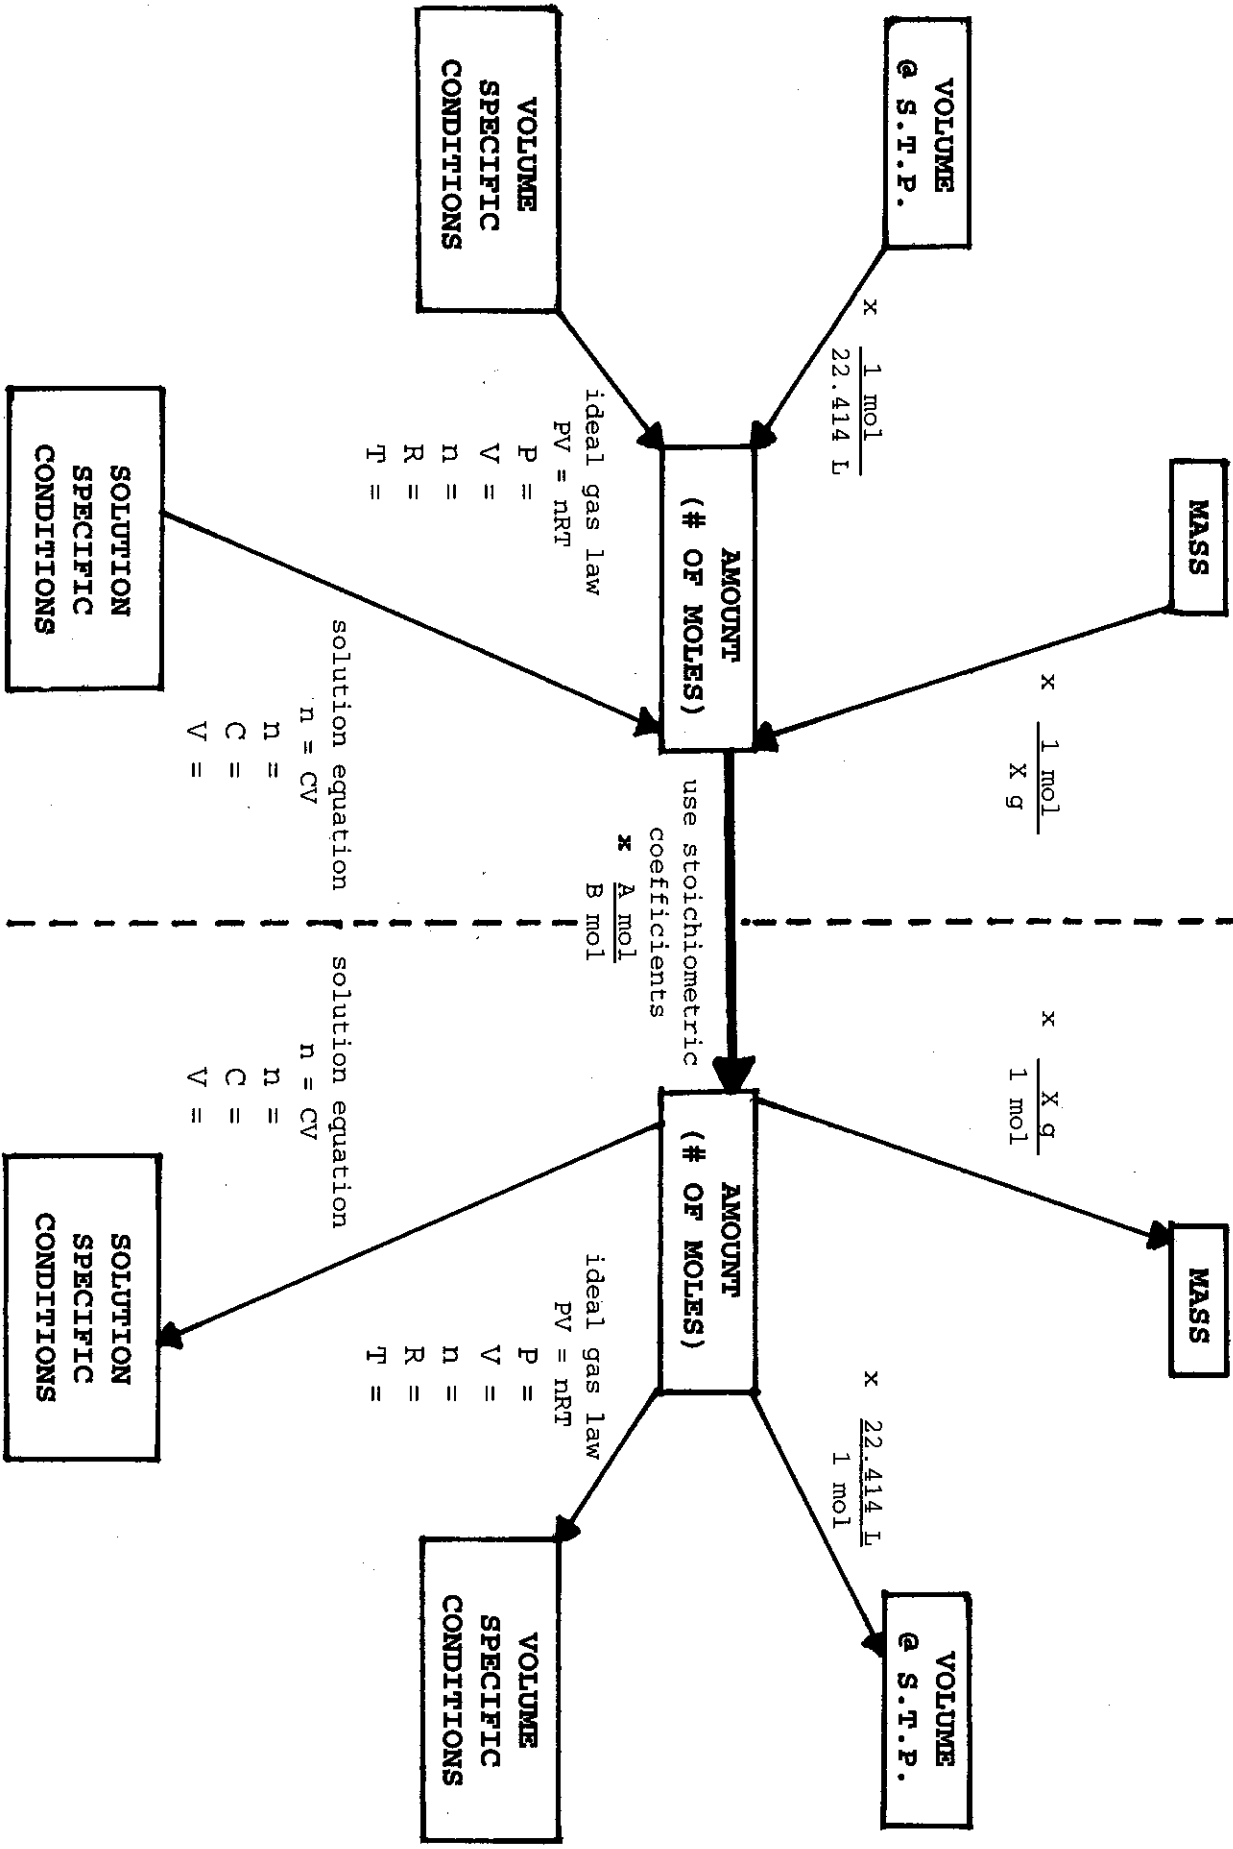 MASS
x 1 mol
X g
x X g
1 mol
MASS
VOLUME
@ S.T.P.
x 1 mol
22.414 L
x 22.414 L
1 mol
VOLUME
@ S.T.P.
AMOUNT
(# OF MOLES)
use stoichiometric
coefficients
x A mol
B mol
AMOUNT
(# OF MOLES)
VOLUME
SPECIFIC
CONDITIONS
ideal gas law
PV = nRT
P =
V =
n =
R =
T =
ideal gas law
PV = nRT
P =
V =
n =
R =
T =
VOLUME
SPECIFIC
CONDITIONS
SOLUTION
SPECIFIC
CONDITIONS
solution equation
n = CV
n =
C =
V =
solution equation
n = CV
n =
C =
V =
SOLUTION
SPECIFIC
CONDITIONS